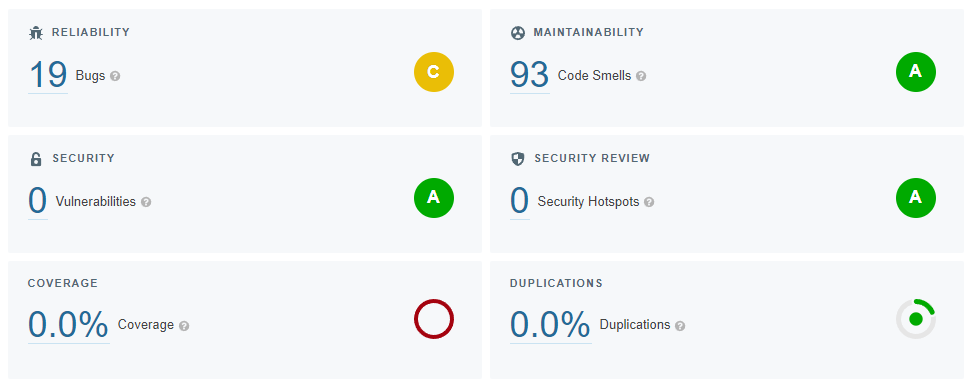 RELIABILITY
19 Bugs ?
C
MAINTAINABILITY
93 Code Smells ?
A
SECURITY
0 Vulnerabilities ?
A
SECURITY REVIEW
0 Security Hotspots ?
A
COVERAGE
0.0% Coverage ?
DUPLICATIONS
0.0% Duplications ?